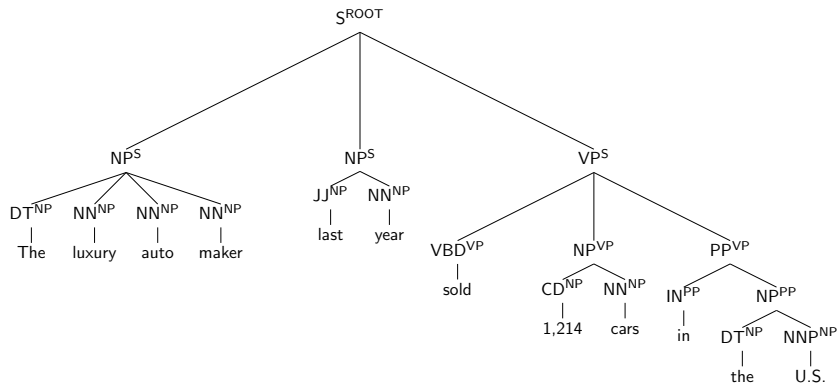 S^ROOT
NP^S NP^S VP^S
DT^NP NN^NP NN^NP NN^NP JJ^NP NN^NP
The luxury auto maker last year
VBD^VP NP^VP PP^VP
sold CD^NP NN^NP IN^PP NP^PP
1,214 cars in DT^NP NNP^NP
the U.S.